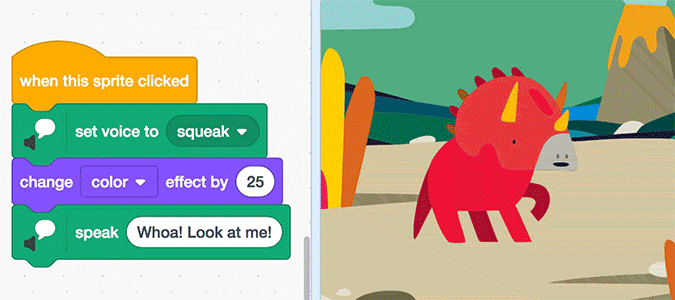 when this sprite clicked
set voice to squeak
change color effect by 25
speak Whoa! Look at me!